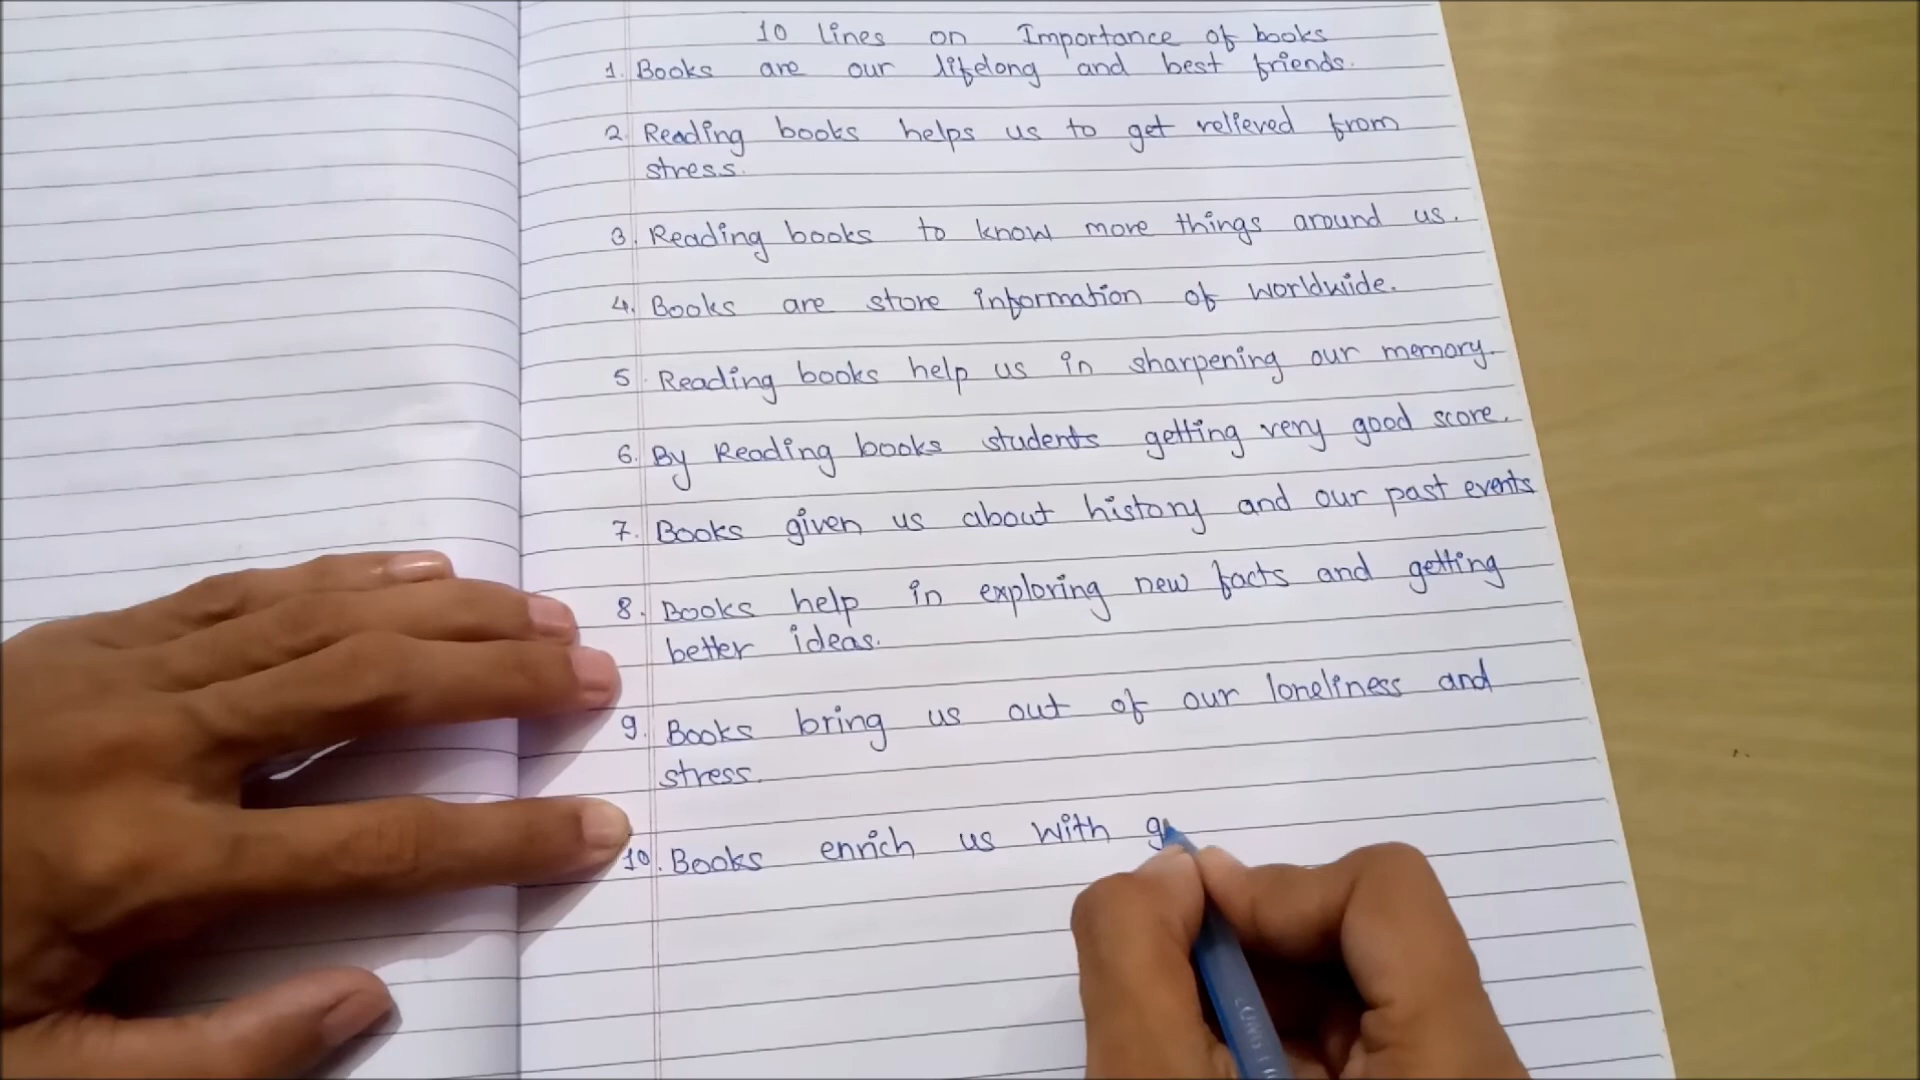 10 lines on Importance of books
1. Books are our lifelong and best friends.
2. Reading books helps us to get relieved from
stress.
3. Reading books to know more things around us.
4. Books are store information of worldwide.
5. Reading books help us in sharpening our memory.
6. By Reading books students getting very good score.
7. Books given us about history and our past events
8. Books help in exploring new facts and getting
better ideas.
9. Books bring us out of our loneliness and
stress.
10. Books enrich us with g